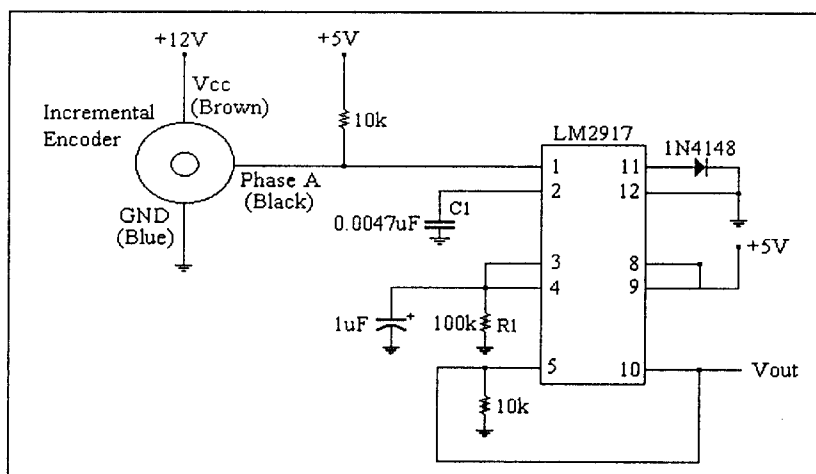 +12V
+5V
Vcc
(Brown)
Incremental
Encoder
10k
LM2917
1N4148
Phase A
(Black)
GND
(Blue)
1
11
2
12
C1
0.0047uF
+5V
3
8
4
9
+
1uF
100k
R1
5
10
Vout
10k